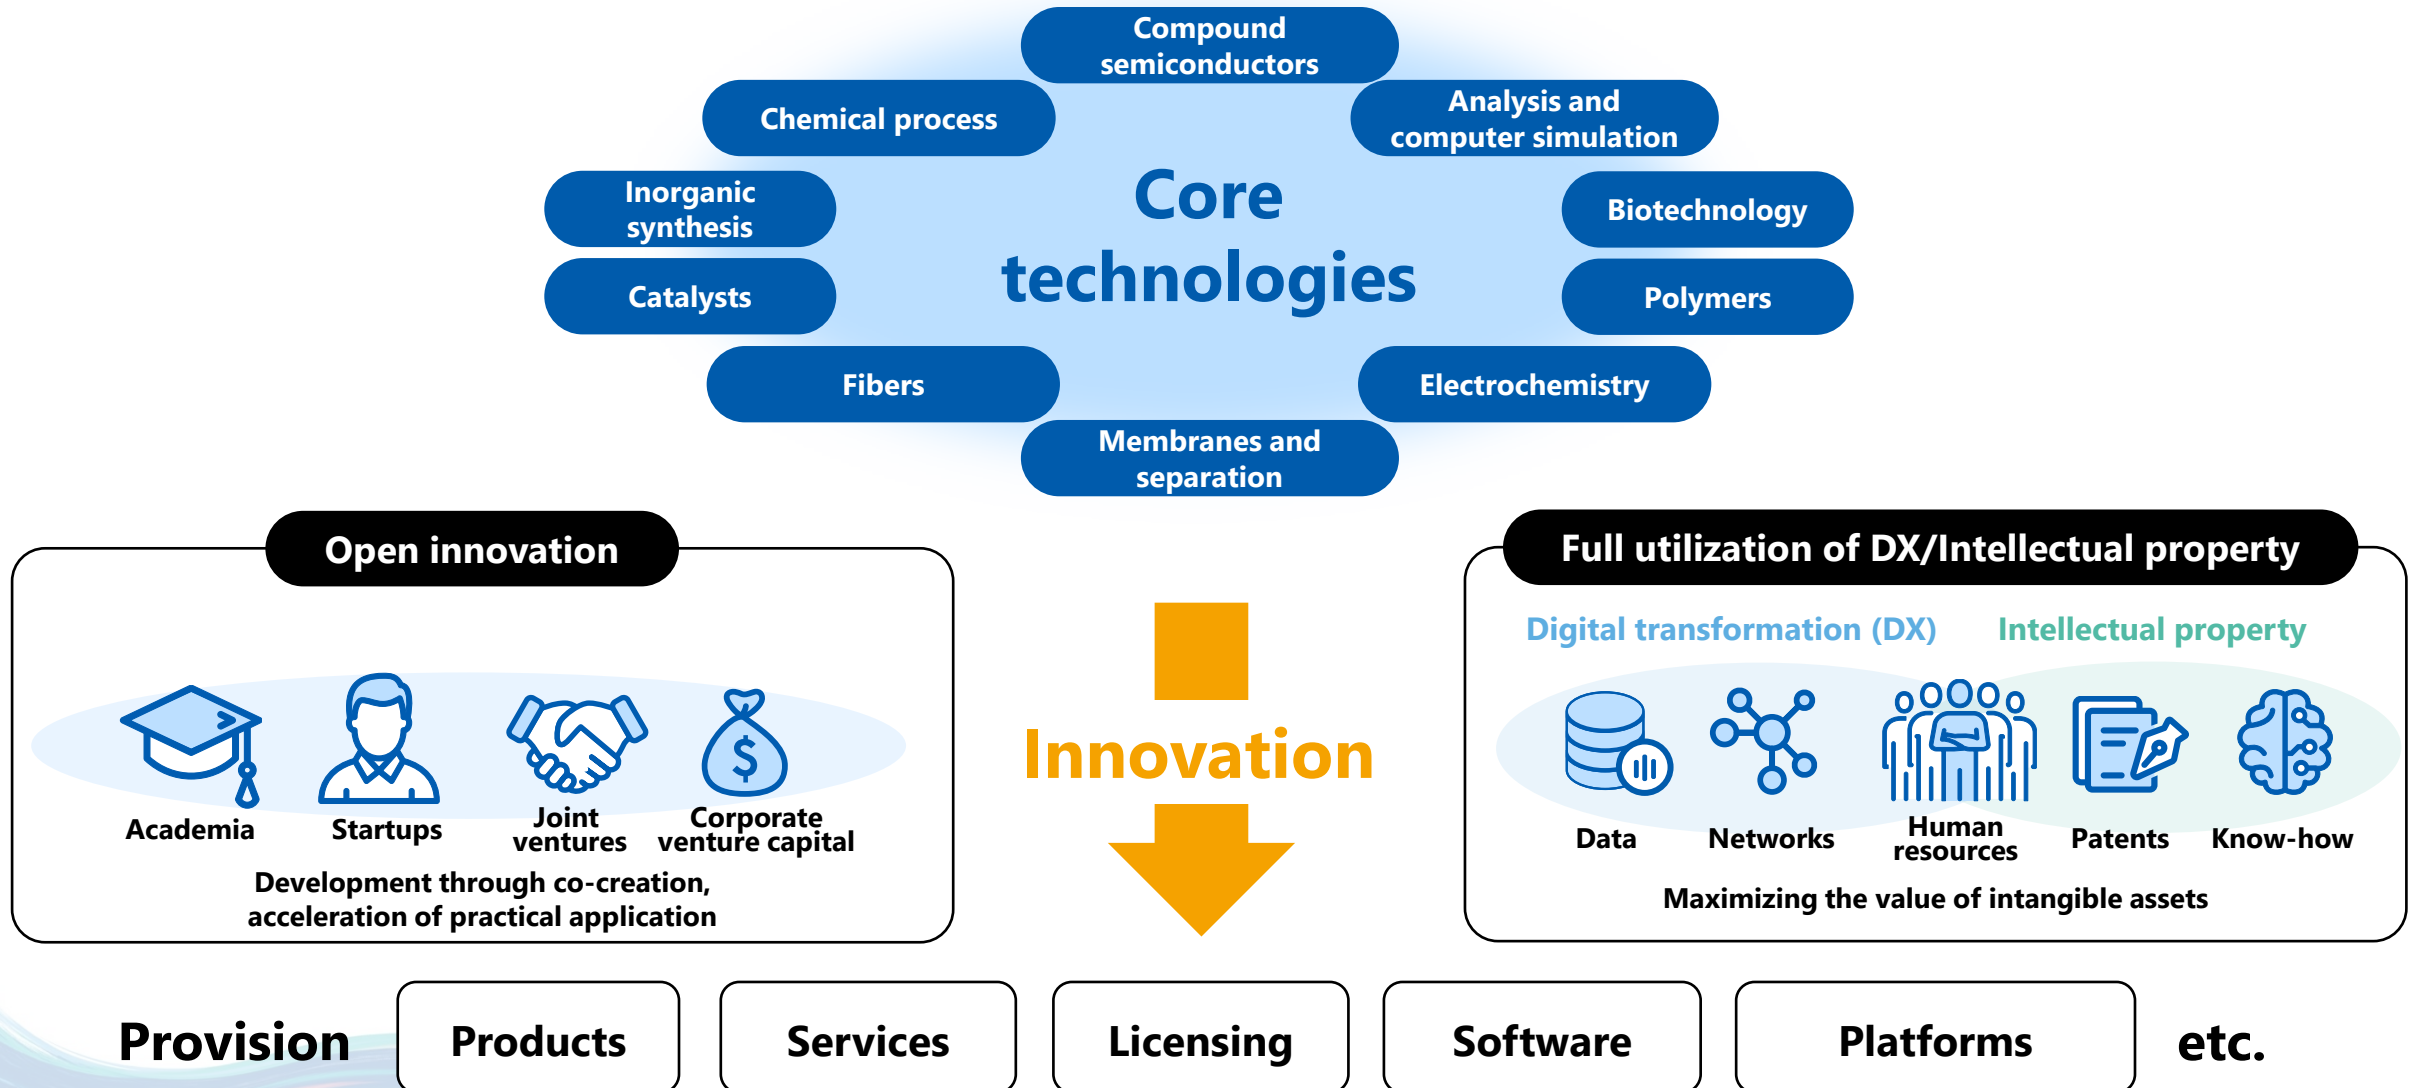 Compound
semiconductors
Chemical process
Analysis and
computer simulation
Inorganic
synthesis
Biotechnology
Core
technologies
Catalysts
Polymers
Fibers
Electrochemistry
Membranes and
separation
Open innovation
Academia
Startups
Joint
ventures
$
Corporate
venture capital
Development through co-creation,
acceleration of practical application
Innovation
Full utilization of DX/Intellectual property
Digital transformation (DX)
Intellectual property
Data
Networks
Human
resources
Patents
Know-how
Maximizing the value of intangible assets
Provision
Products
Services
Licensing
Software
Platforms
etc.